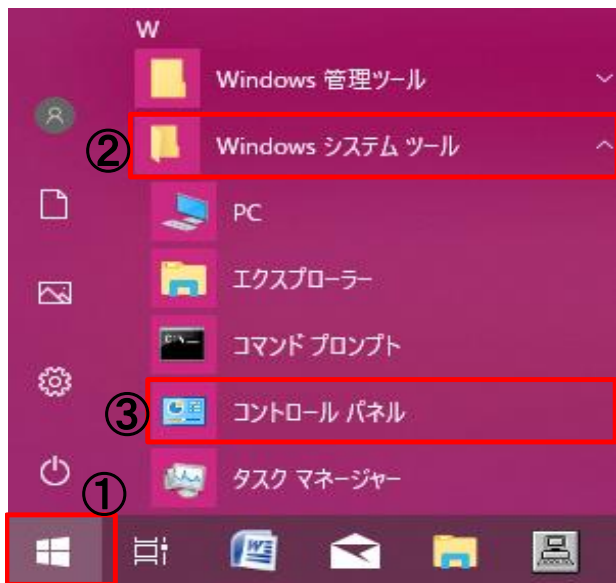 W
Windows 管理ツール
② Windows システム ツール
PC
エクスプローラー
コマンド プロンプト
③ コントロール パネル
タスク マネージャー
①